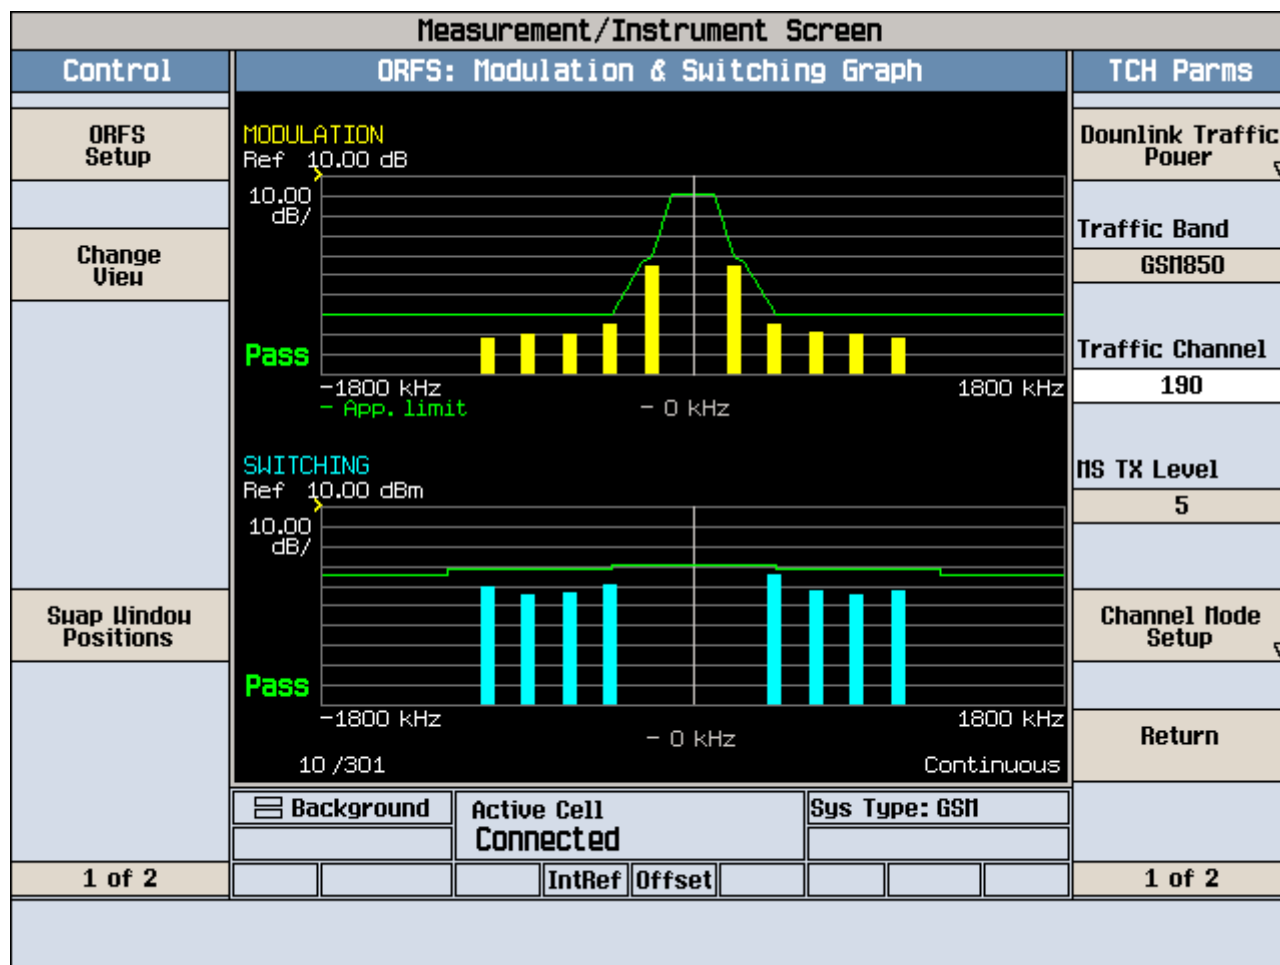 Measurement/Instrument Screen
Control
ORFS: Modulation & Switching Graph
TCH Parms
ORFS
Setup
Change
View
Swap Window
Positions
1 of 2
MODULATION
Ref 10.00 dB
10.00
dB/
Pass
-1800 kHz
1800 kHz
- App. limit
- 0 kHz
SWITCHING
Ref 10.00 dBm
10.00
dB/
Pass
-1800 kHz
1800 kHz
- 0 kHz
10 /301
Continuous
Background
Active Cell
Connected
Sys Type: GSM
IntRef
Offset
Downlink Traffic
Power
Traffic Band
GSM850
Traffic Channel
190
MS TX Level
5
Channel Mode
Setup
Return
1 of 2